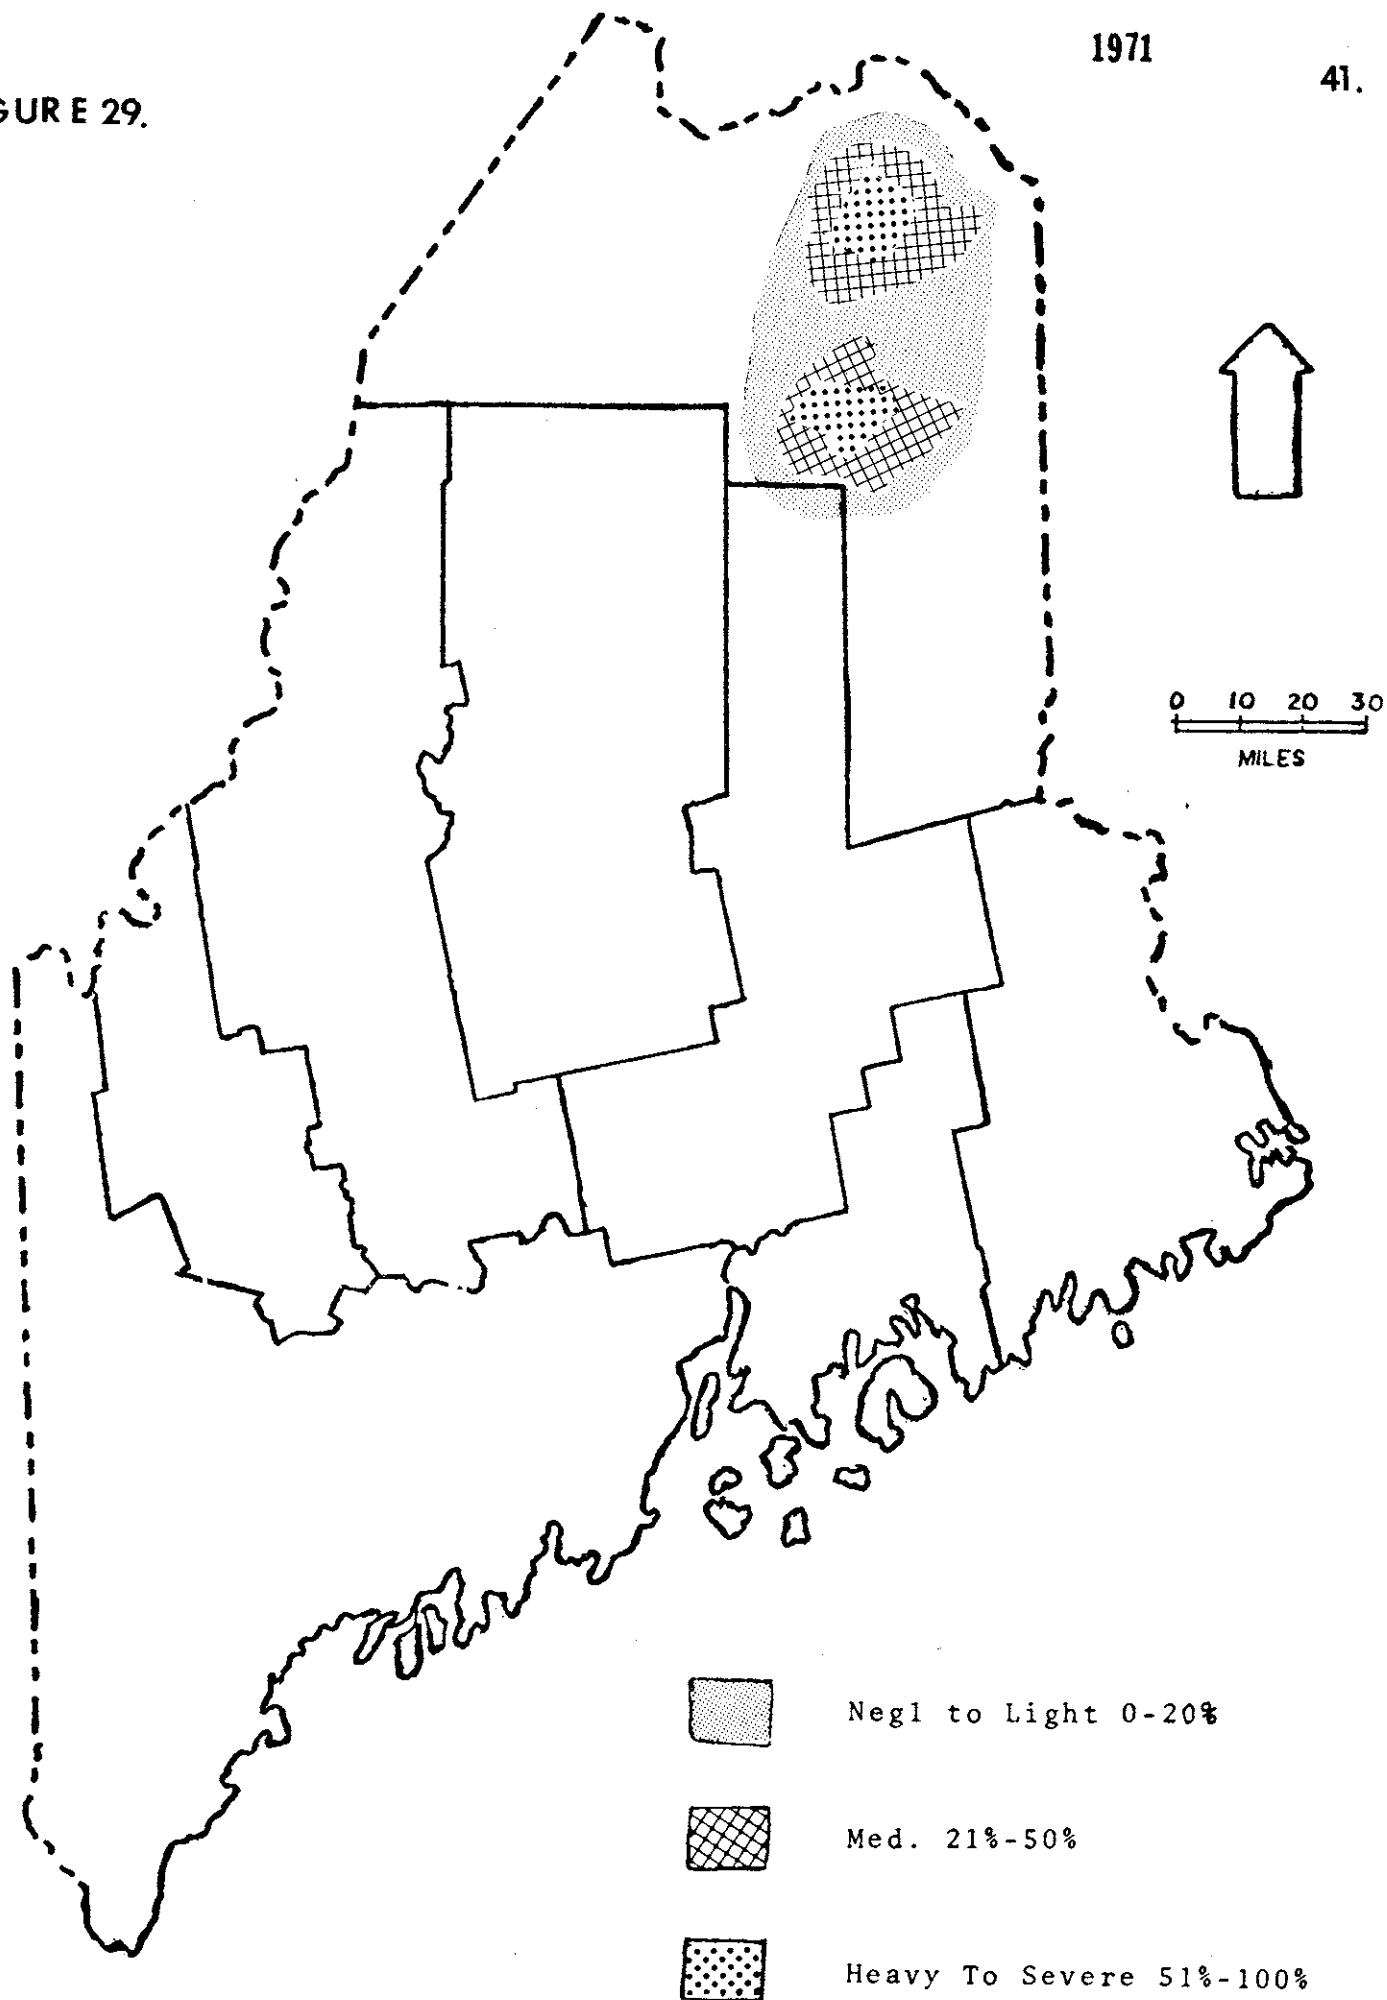 1971
41.
GURE 29.
0 10 20 30
MILES
Negl to Light 0-20%
Med. 21%-50%
Heavy To Severe 51%-100%